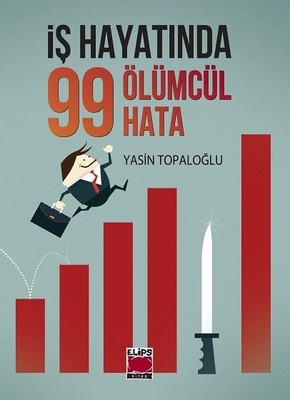 İŞ HAYATINDA
99 ÖLÜMCÜL
HATA
YASİN TOPALOĞLU
ELİPS
kitap